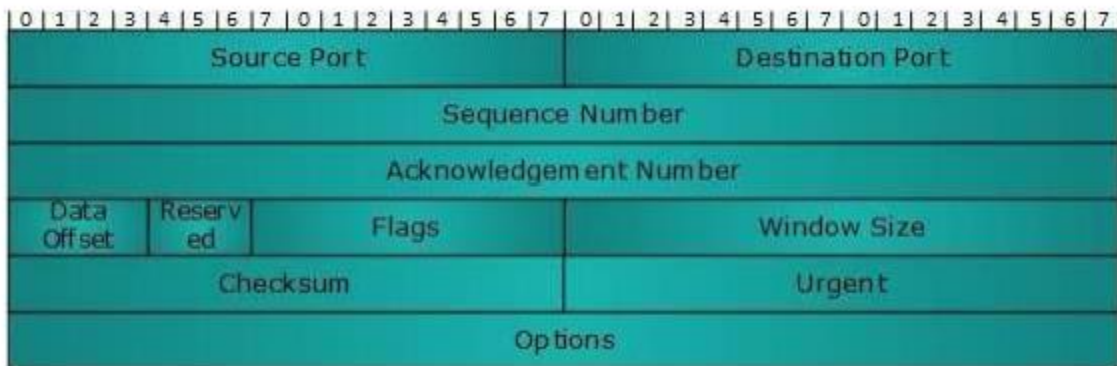 0 1 2 3 4 5 6 7 0 1 2 3 4 5 6 7 0 1 2 3 4 5 6 7 0 1 2 3 4 5 6 7
Source Port Destination Port
Sequence Number
Acknowledgement Number
Data
Offset
Reserv
ed
Flags Window Size
Checksum Urgent
Options